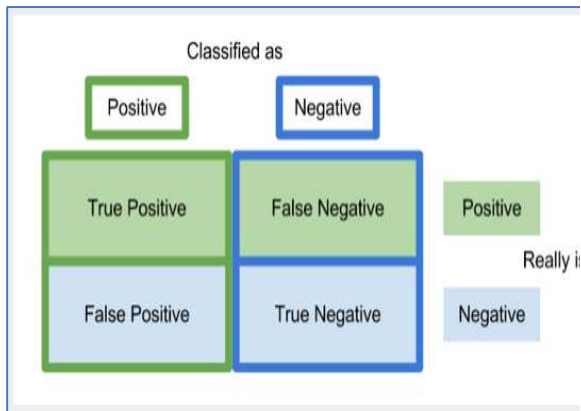 Classified as
Positive Negative
True Positive False Negative Positive
Really is
False Positive True Negative Negative